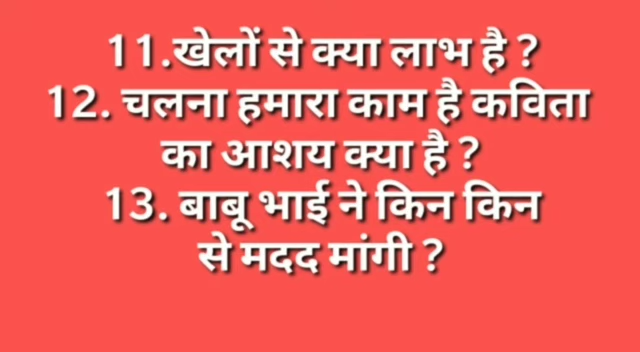 11.खेलों से क्या लाभ है ?
12. चलना हमारा काम है कविता
का आशय क्या है ?
13. बाबू भाई ने किन किन
से मदद मांगी ?